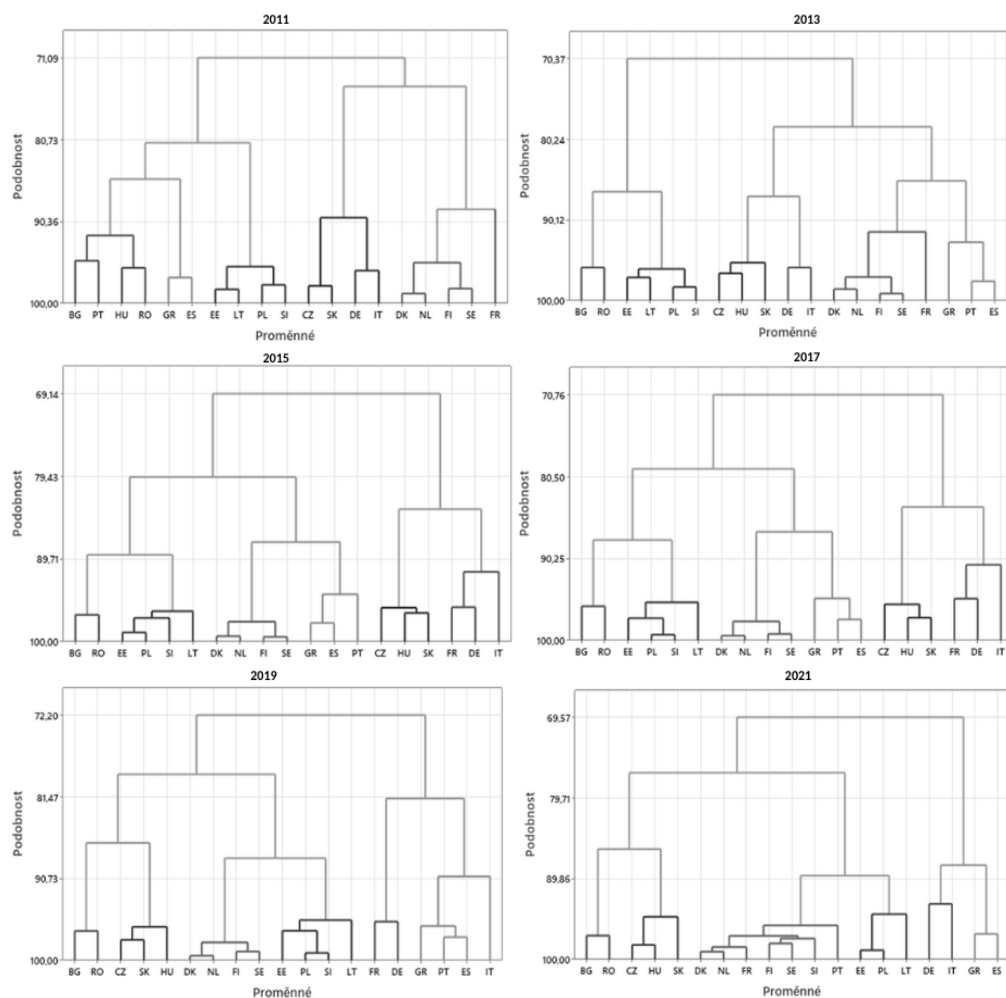 2011
Podobnost
71,09
80,73
90,36
100,00
BG PT HU RO GR ES EE LT PL SI CZ SK DE IT DK NL FI SE FR
Proměnné
2013
Podobnost
70,37
80,24
90,12
100,00
BG RO EE LT PL SI CZ HU SK DE IT DK NL FI SE FR GR PT ES
Proměnné
2015
Podobnost
69,14
79,43
89,71
100,00
BG RO EE PL SI LT DK NL FI SE GR ES PT CZ HU SK FR DE IT
2017
Podobnost
70,76
80,50
90,25
100,00
BG RO EE PL SI LT DK NL FI SE GR PT ES CZ HU SK FR DE IT
2019
Podobnost
72,20
81,47
90,73
100,00
BG RO CZ SK HU DK NL FI SE EE PL SI LT FR DE GR PT ES IT
Proměnné
2021
Podobnost
69,57
79,71
89,86
100,00
BG RO CZ HU SK DK NL FR FI SE SI PT EE PL LT DE IT GR ES
Proměnné